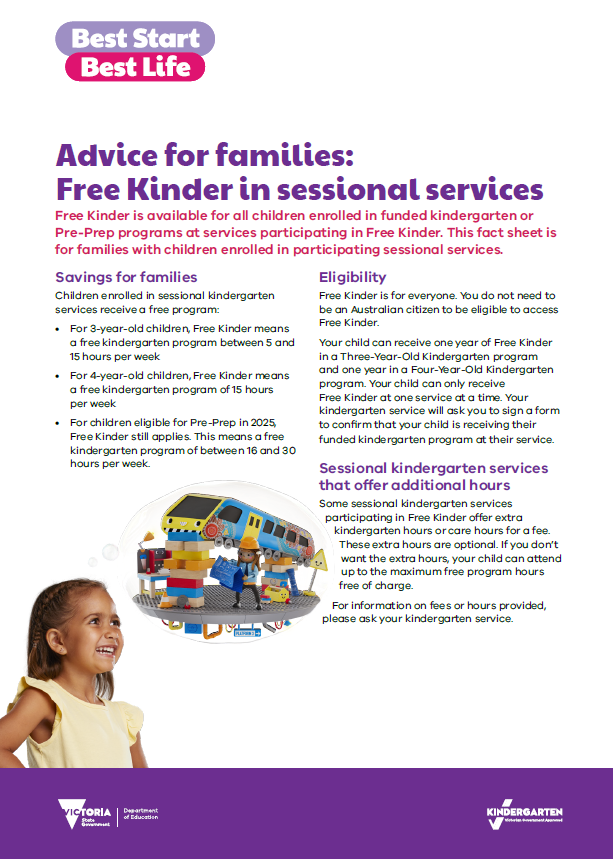 Best Start
Best Life
Advice for families:
Free Kinder in sessional services
Free Kinder is available for all children enrolled in funded kindergarten or
Pre-Prep programs at services participating in Free Kinder. This fact sheet is
for families with children enrolled in participating sessional services.
Savings for families
Children enrolled in sessional kindergarten
services receive a free program:
• For 3-year-old children, Free Kinder means
a free kindergarten program between 5 and
15 hours per week
• For 4-year-old children, Free Kinder means
a free kindergarten program of 15 hours
per week
• For children eligible for Pre-Prep in 2025,
Free Kinder still applies. This means a free
kindergarten program of between 16 and 30
hours per week.
Eligibility
Free Kinder is for everyone. You do not need to
be an Australian citizen to be eligible to access
Free Kinder.
Your child can receive one year of Free Kinder
in a Three-Year-Old Kindergarten program
and one year in a Four-Year-Old Kindergarten
program. Your child can only receive
Free Kinder at one service at a time. Your
kindergarten service will ask you to sign a form
to confirm that your child is receiving their
funded kindergarten program at their service.
Sessional kindergarten services
that offer additional hours
Some sessional kindergarten services
participating in Free Kinder offer extra
kindergarten hours or care hours for a fee.
These extra hours are optional. If you don't
want the extra hours, your child can attend
up to the maximum free program hours
free of charge.
For information on fees or hours provided,
please ask your kindergarten service.
VICTORIA
State
Government
Department
of Education
KINDERGARTEN
Victorian Government Approved